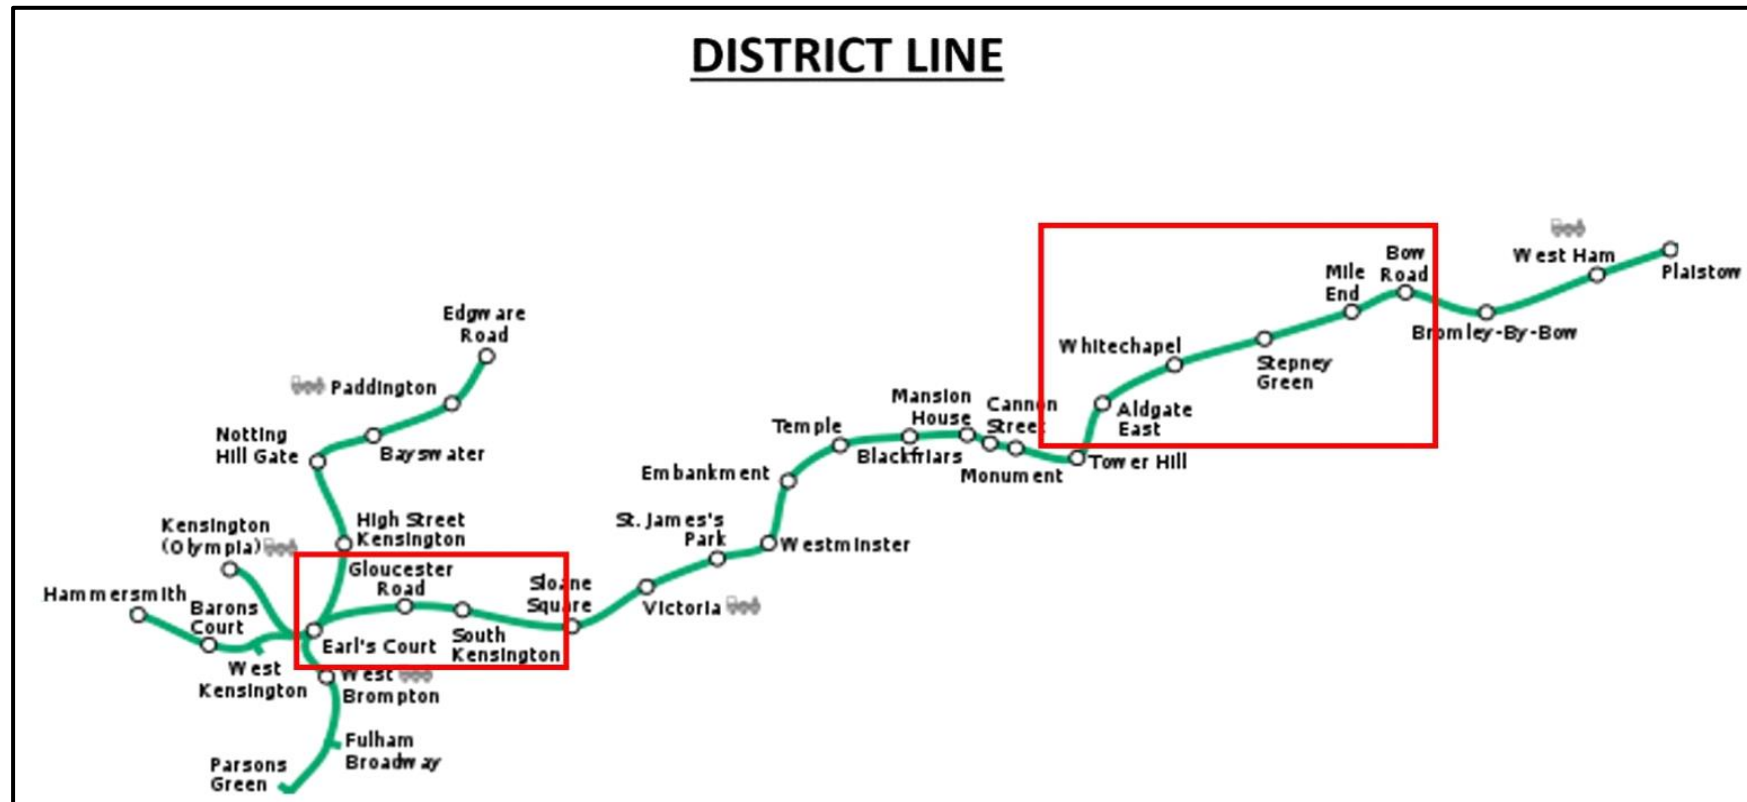 DISTRICT LINE
Edgware
Road
Paddington
Notting
Hill Gate
Bayswater
Kensington
(Olympia)
High Street
Kensington
Hammersmith
Barons
Court
West
Kensington
Gloucester
Road
Earl's Court
South
Kensington
Sloane
Square
West
Brompton
Fulham
Broadway
Parsons
Green
Victoria
St. James's
Park
Westminster
Embankment
Temple
Blackfriars
Mansion
House
Cannon
Street
Monument
Tower Hill
Aldgate
East
Whitechapel
Stepney
Green
Mile
End
Bow
Road
Bromley-By-Bow
West Ham
Plaistow